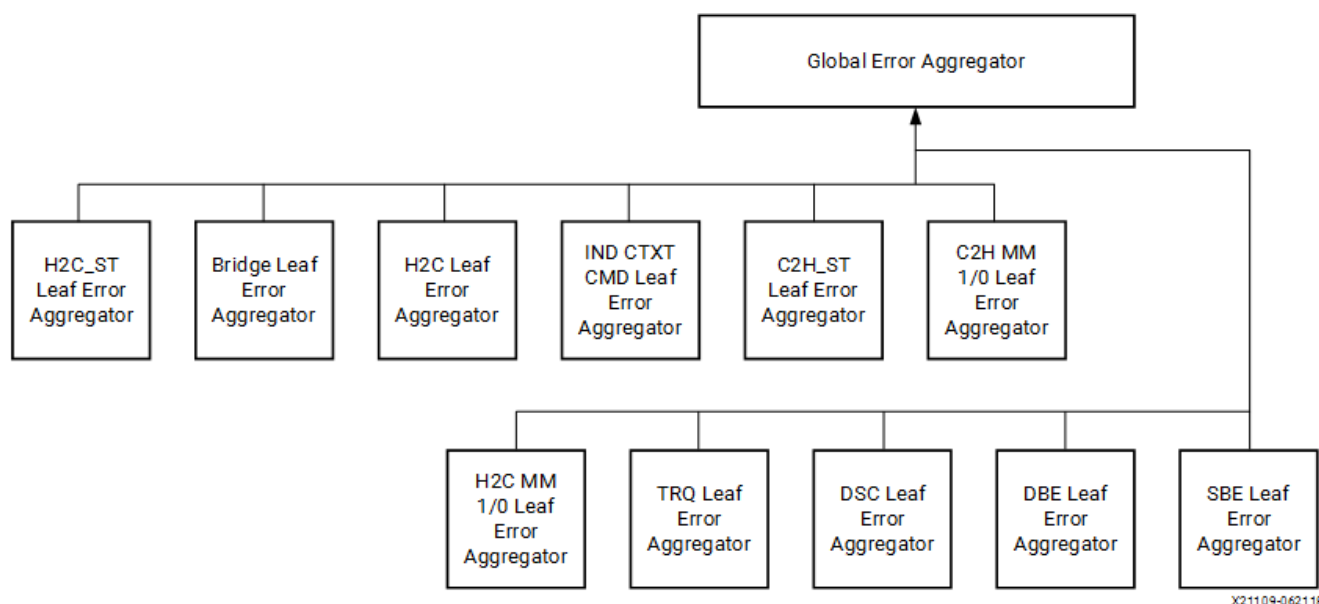 Global Error Aggregator
H2C_ST
Leaf Error
Aggregator
Bridge Leaf
Error
Aggregator
H2C Leaf
Error
Aggregator
IND CTXT
CMD Leaf
Error
Aggregator
C2H_ST
Leaf Error
Aggregator
C2H MM
1/0 Leaf
Error
Aggregator
H2C MM
1/0 Leaf
Error
Aggregator
TRQ Leaf
Error
Aggregator
DSC Leaf
Error
Aggregator
DBE Leaf
Error
Aggregator
SBE Leaf
Error
Aggregator
X21109-062118